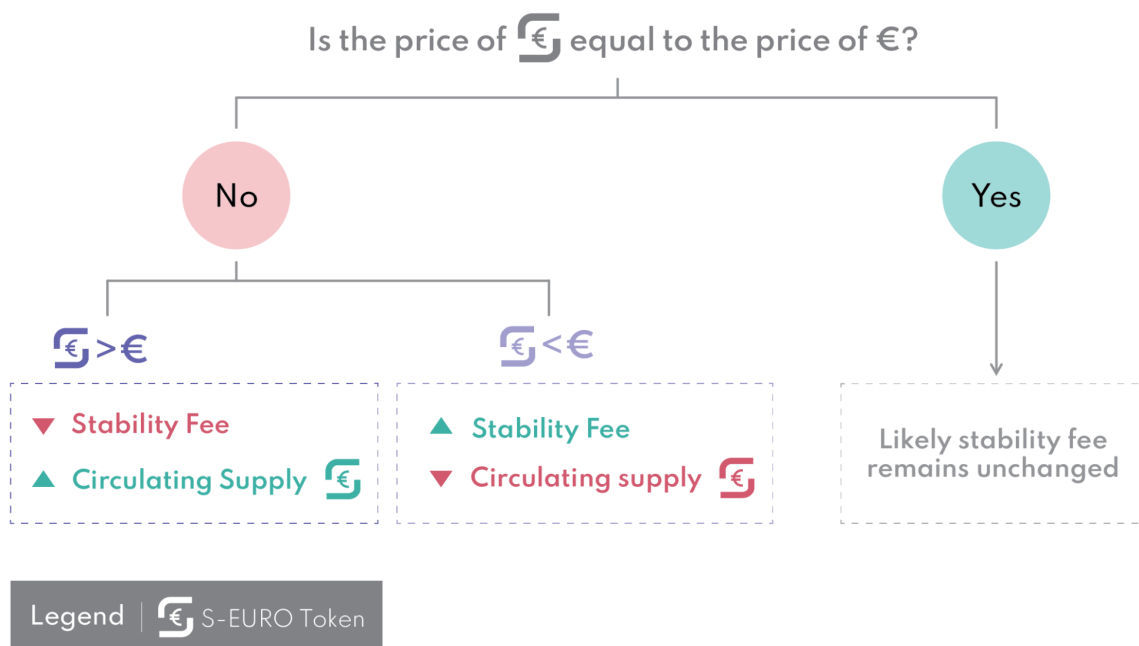 Is the price of € equal to the price of €?
No
Yes
€ > €
€ < €
▼ Stability Fee
▲ Circulating Supply €
▲ Stability Fee
▼ Circulating supply €
Likely stability fee
remains unchanged
Legend | € S-EURO Token